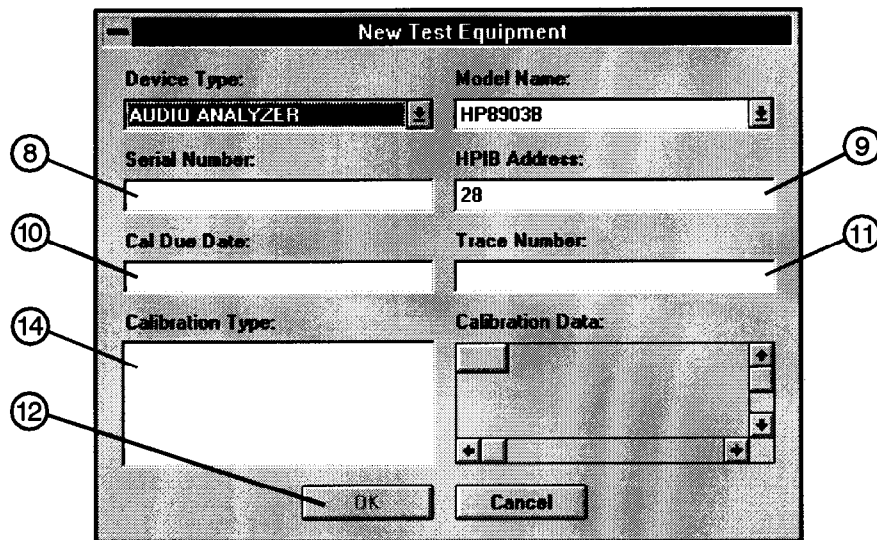 New Test Equipment
Device Type: Model Name:
AUDIO ANALYZER HP8903B
8 Serial Number: HPIB Address: 9
28
10 Cal Due Date: Trace Number: 11
14 Calibration Type: Calibration Data:
12 OK Cancel